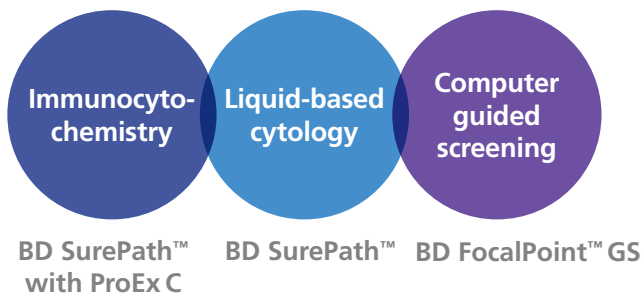 Immunocyto-
chemistry
Liquid-based
cytology
Computer
guided
screening
BD SurePath™
with ProEx C
BD SurePath™
BD FocalPoint™ GS